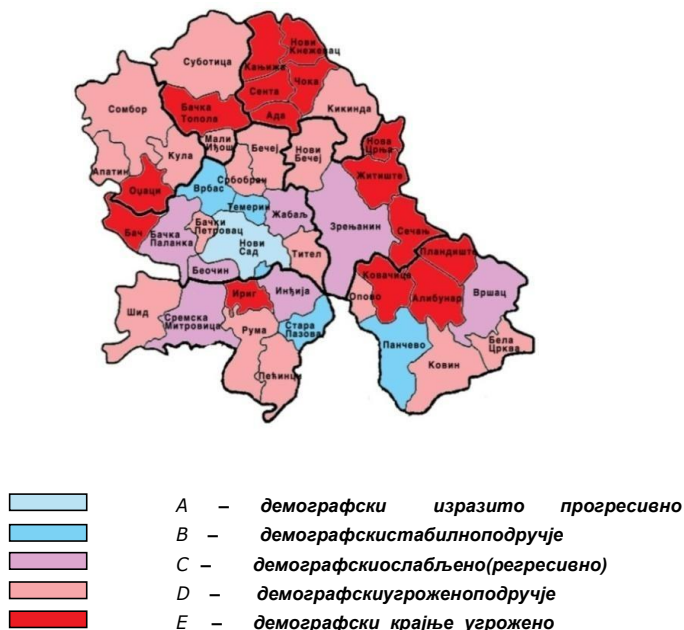 Суботица
Кањижа
Нови
Кнежевац
Сента
Чока
Ада
Кикинда
Сомбор
Бачка
Топола
Мали
Иђош
Бечеј
Нови
Бечеј
Нова
Црња
Апатин
Кула
Србобран
Житиште
Оџаци
Врбас
Темерин
Жабаљ
Зрењанин
Сечањ
Бач
Бачка
Паланка
Бачки
Петровац
Нови
Сад
Тител
Пландиште
Беочин
Ковачица
Опово
Алибунар
Вршац
Шид
Сремска
Митровица
Ириг
Инђија
Рума
Стара
Пазова
Панчево
Бела
Црква
Ковин
Пећинци
A – демографски изразито прогресивно
B – демографскистабилноподручје
C – демографскиослабљено(регресивно)
D – демографскиугроженоподручје
E – демографски крајње угрожено